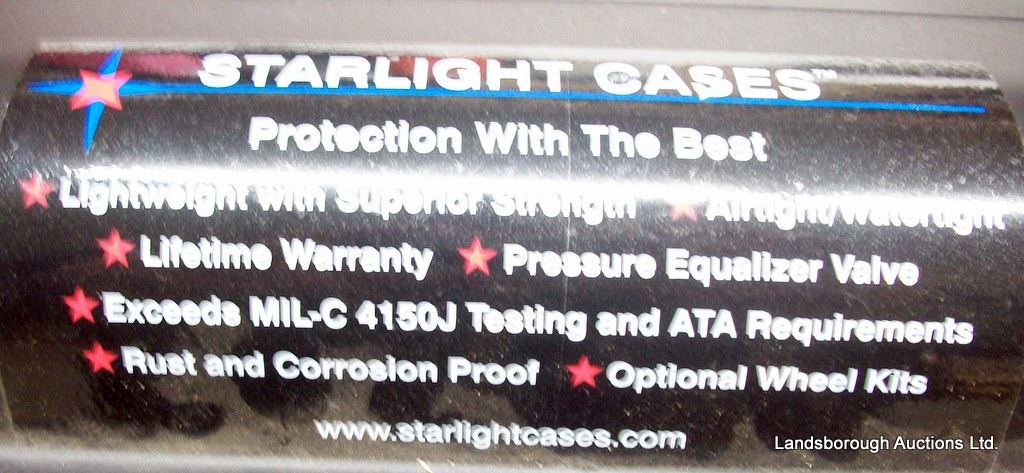 STARLIGHT CASES™
Protection With The Best
Lightweight with Superior Strength Airtight/Watertight
Lifetime Warranty Pressure Equalizer Valve
Exceeds MIL-C 4150J Testing and ATA Requirements
Rust and Corrosion Proof Optional Wheel Kits
www.starlightcases.com
Landsborough Auctions Ltd.